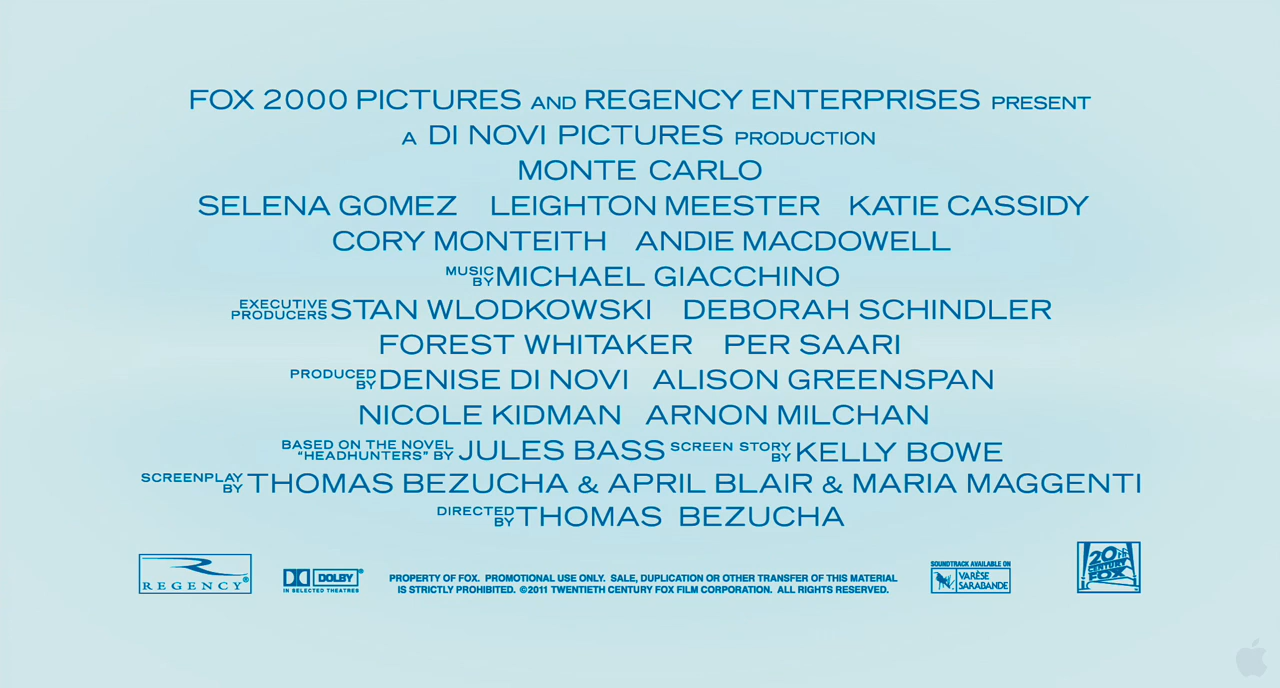 FOX 2000 PICTURES AND REGENCY ENTERPRISES PRESENT
A DI NOVI PICTURES PRODUCTION
MONTE CARLO
SELENA GOMEZ LEIGHTON MEESTER KATIE CASSIDY
CORY MONTEITH ANDIE MACDOWELL
MUSIC BY MICHAEL GIACCHINO
EXECUTIVE PRODUCERS STAN WLODKOWSKI DEBORAH SCHINDLER
FOREST WHITAKER PER SAARI
PRODUCED BY DENISE DI NOVI ALISON GREENSPAN
NICOLE KIDMAN ARNON MILCHAN
BASED ON THE NOVEL "HEADHUNTERS" BY JULES BASS SCREEN STORY BY KELLY BOWE
SCREENPLAY BY THOMAS BEZUCHA & APRIL BLAIR & MARIA MAGGENTI
DIRECTED BY THOMAS BEZUCHA
REGENCY®
DOLBY®
IN SELECTED THEATRES
PROPERTY OF FOX. PROMOTIONAL USE ONLY. SALE, DUPLICATION OR OTHER TRANSFER OF THIS MATERIAL
IS STRICTLY PROHIBITED. ©2011 TWENTIETH CENTURY FOX FILM CORPORATION. ALL RIGHTS RESERVED.
SOUNDTRACK AVAILABLE ON
VARÈSE
SARABANDE
20TH
CENTURY
FOX